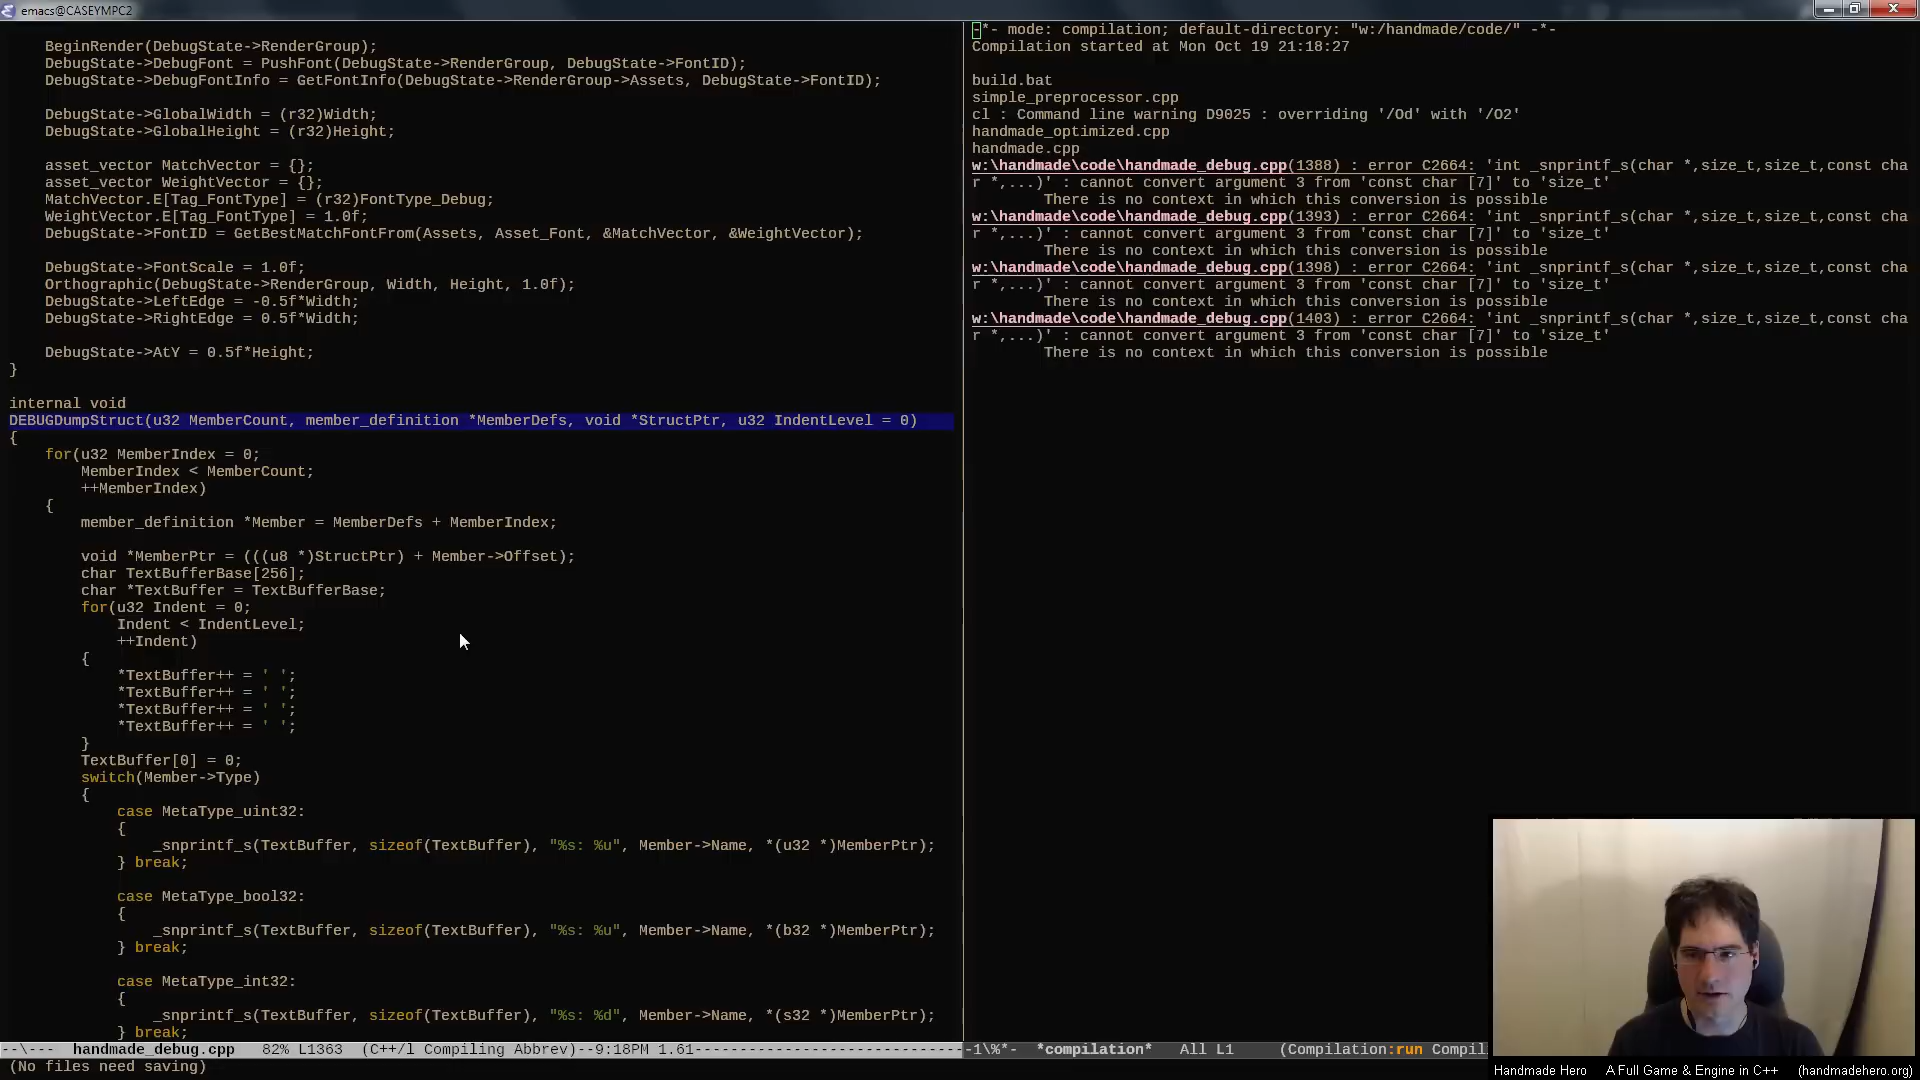 emacs@CASEYMPC2
BeginRender(DebugState->RenderGroup);
DebugState->DebugFont = PushFont(DebugState->RenderGroup, DebugState->FontID);
DebugState->DebugFontInfo = GetFontInfo(DebugState->RenderGroup->Assets, DebugState->FontID);
DebugState->GlobalWidth = (r32)Width;
DebugState->GlobalHeight = (r32)Height;
asset_vector MatchVector = {};
asset_vector WeightVector = {};
MatchVector.E[Tag_FontType] = (r32)FontType_Debug;
WeightVector.E[Tag_FontType] = 1.0f;
DebugState->FontID = GetBestMatchFontFrom(Assets, Asset_Font, &MatchVector, &WeightVector);
DebugState->FontScale = 1.0f;
Orthographic(DebugState->RenderGroup, Width, Height, 1.0f);
DebugState->LeftEdge = -0.5f*Width;
DebugState->RightEdge = 0.5f*Width;
DebugState->AtY = 0.5f*Height;
}
internal void
DEBUGDumpStruct(u32 MemberCount, member_definition *MemberDefs, void *StructPtr, u32 IndentLevel = 0)
{
for(u32 MemberIndex = 0;
MemberIndex < MemberCount;
++MemberIndex)
{
member_definition *Member = MemberDefs + MemberIndex;
void *MemberPtr = (((u8 *)StructPtr) + Member->Offset);
char TextBufferBase[256];
char *TextBuffer = TextBufferBase;
for(u32 Indent = 0;
Indent < IndentLevel;
++Indent)
{
*TextBuffer++ = ' ';
*TextBuffer++ = ' ';
*TextBuffer++ = ' ';
*TextBuffer++ = ' ';
}
TextBuffer[0] = 0;
switch(Member->Type)
{
case MetaType_uint32:
{
_snprintf_s(TextBuffer, sizeof(TextBuffer), "%s: %u", Member->Name, *(u32 *)MemberPtr);
} break;
case MetaType_bool32:
{
_snprintf_s(TextBuffer, sizeof(TextBuffer), "%s: %u", Member->Name, *(b32 *)MemberPtr);
} break;
case MetaType_int32:
{
_snprintf_s(TextBuffer, sizeof(TextBuffer), "%s: %d", Member->Name, *(s32 *)MemberPtr);
} break;
--\--- handmade_debug.cpp 82% L1363 (C++/l Compiling Abbrev)--9:18PM 1.61----------------------------------
(No files need saving)
-*- mode: compilation; default-directory: "w:/handmade/code/" -*-
Compilation started at Mon Oct 19 21:18:27
build.bat
simple_preprocessor.cpp
cl : Command line warning D9025 : overriding '/Od' with '/O2'
handmade_optimized.cpp
handmade.cpp
w:\handmade\code\handmade_debug.cpp(1388) : error C2664: 'int _snprintf_s(char *,size_t,size_t,const cha
r *,...)' : cannot convert argument 3 from 'const char [7]' to 'size_t'
There is no context in which this conversion is possible
w:\handmade\code\handmade_debug.cpp(1393) : error C2664: 'int _snprintf_s(char *,size_t,size_t,const cha
r *,...)' : cannot convert argument 3 from 'const char [7]' to 'size_t'
There is no context in which this conversion is possible
w:\handmade\code\handmade_debug.cpp(1398) : error C2664: 'int _snprintf_s(char *,size_t,size_t,const cha
r *,...)' : cannot convert argument 3 from 'const char [7]' to 'size_t'
There is no context in which this conversion is possible
w:\handmade\code\handmade_debug.cpp(1403) : error C2664: 'int _snprintf_s(char *,size_t,size_t,const cha
r *,...)' : cannot convert argument 3 from 'const char [7]' to 'size_t'
There is no context in which this conversion is possible
-1\%*- *compilation* All L1 (Compilation:run Compil
Handmade Hero A Full Game & Engine in C++ (handmadehero.org)